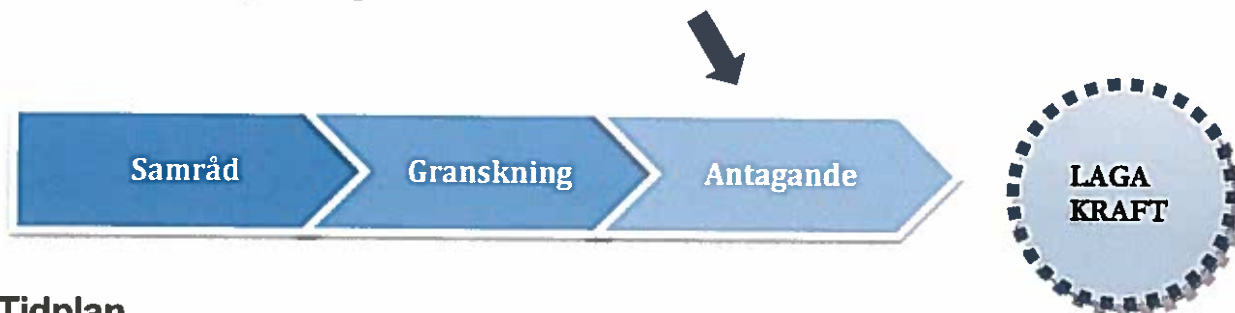 Samråd
Granskning
Antagande
LAGA
KRAFT
Tidplan